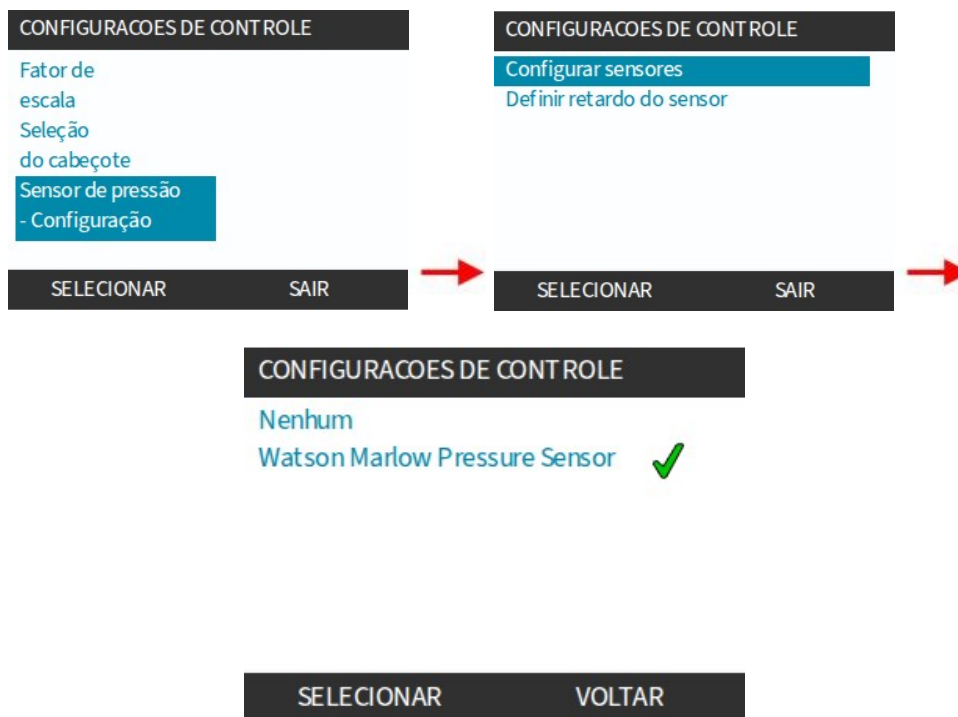 CONFIGURACOES DE CONTROLE
Fator de
escala
Seleção
do cabeçote
Sensor de pressão
- Configuração
SELECIONAR SAIR
CONFIGURACOES DE CONTROLE
Configurar sensores
Definir retardo do sensor
SELECIONAR SAIR
CONFIGURACOES DE CONTROLE
Nenhum
Watson Marlow Pressure Sensor
SELECIONAR VOLTAR